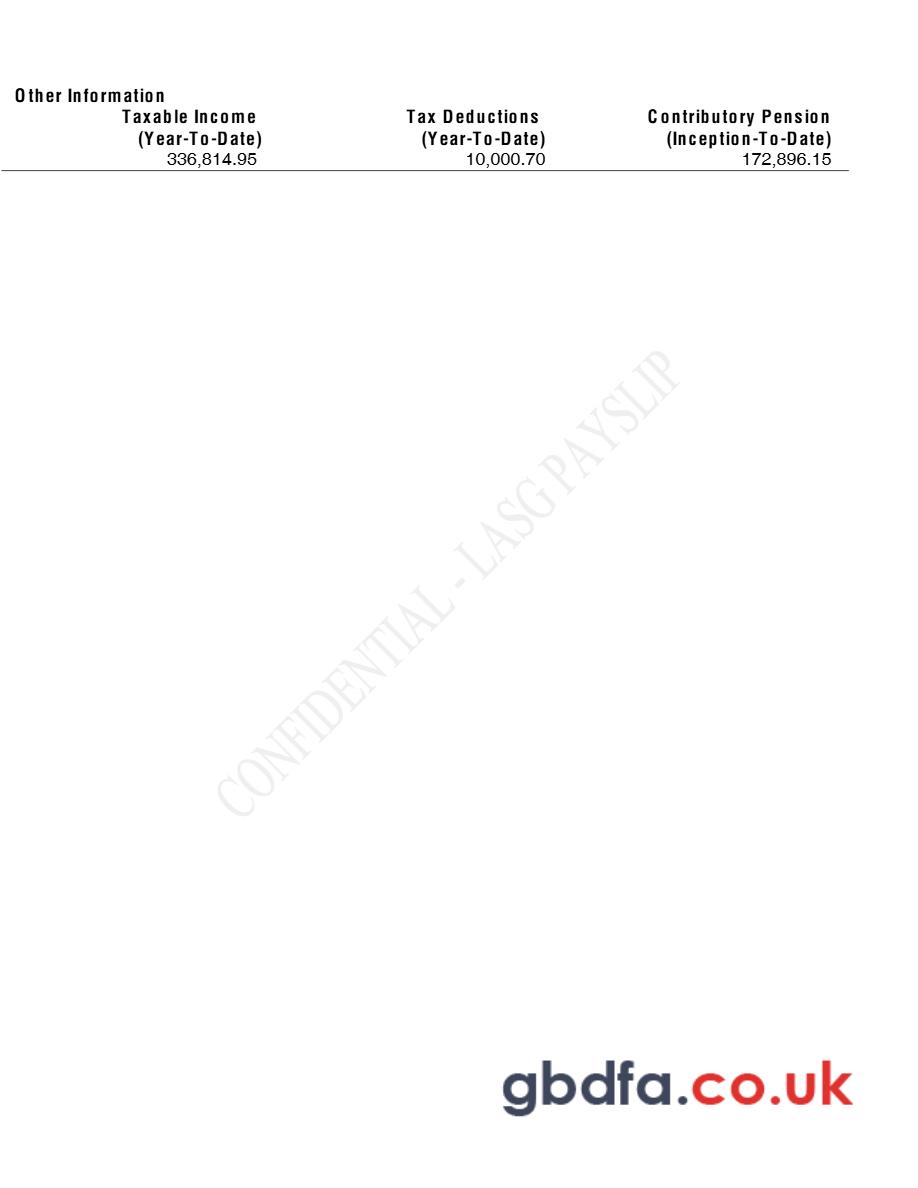 Other Information
Taxable Income Tax Deductions Contributory Pension
(Year-To-Date) (Year-To-Date) (Inception-To-Date)
336,814.95 10,000.70 172,896.15
CONFIDENTIAL - LASG PAYSLIP
gbdfa.co.uk